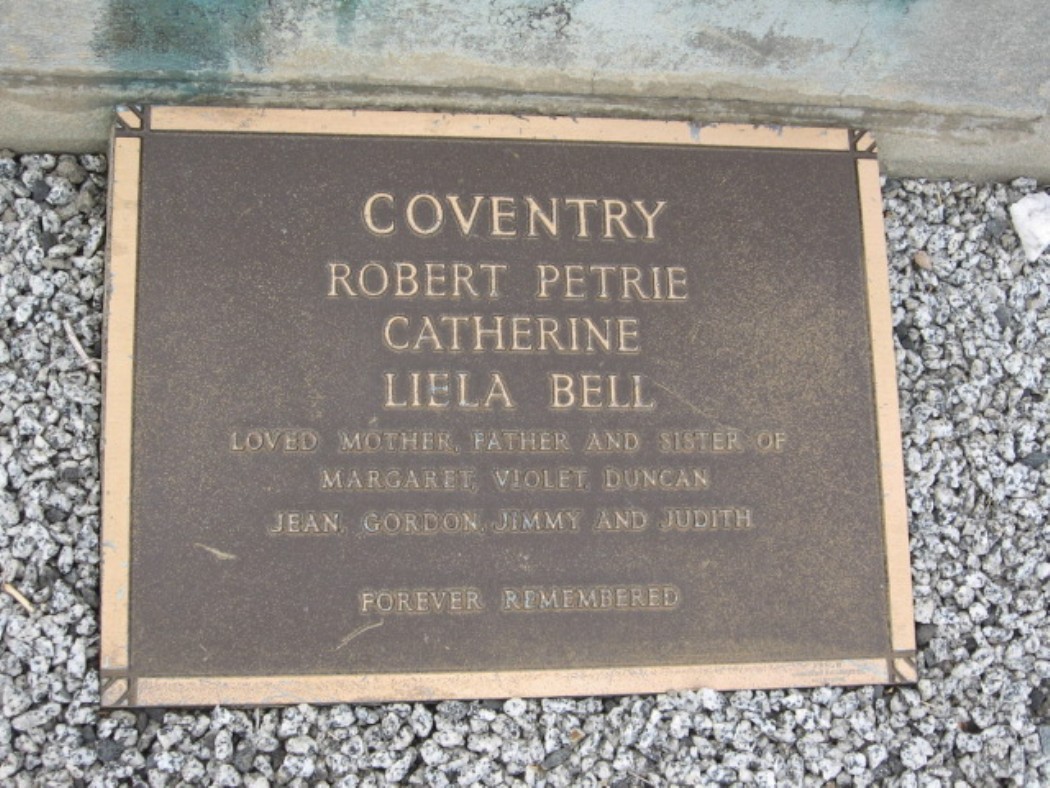 COVENTRY
ROBERT PETRIE
CATHERINE
LIELA BELL
LOVED MOTHER, FATHER AND SISTER OF
MARGARET, VIOLET, DUNCAN
JEAN, GORDON, JIMMY AND JUDITH
FOREVER REMEMBERED